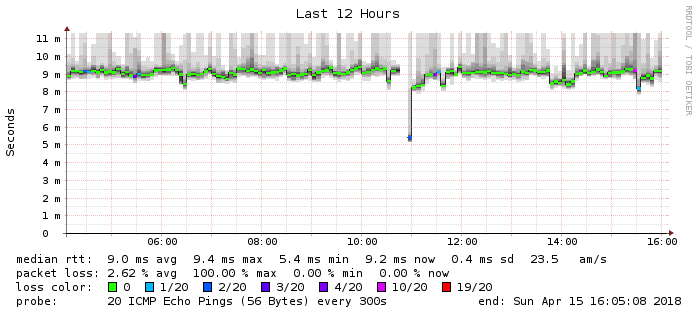 Last 12 Hours
RRDTOOL / TOBI OETIKER
Seconds
11 m
10 m
9 m
8 m
7 m
6 m
5 m
4 m
3 m
2 m
1 m
0
06:00 08:00 10:00 12:00 14:00 16:00
median rtt: 9.0 ms avg 9.4 ms max 5.4 ms min 9.2 ms now 0.4 ms sd 23.5 am/s
packet loss: 2.62 % avg 100.00 % max 0.00 % min 0.00 % now
loss color: 0 1/20 2/20 3/20 4/20 10/20 19/20
probe: 20 ICMP Echo Pings (56 Bytes) every 300s end: Sun Apr 15 16:05:08 2018